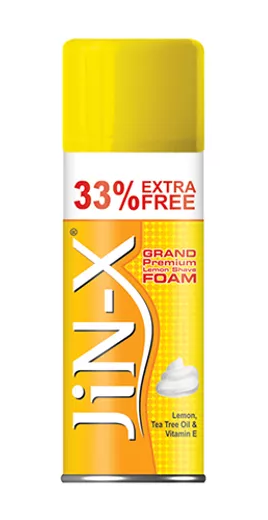 33% EXTRA
FREE
JiN-X®
GRAND
Premium
Lemon Shave
FOAM
Lemon,
Tea Tree Oil &
Vitamin E